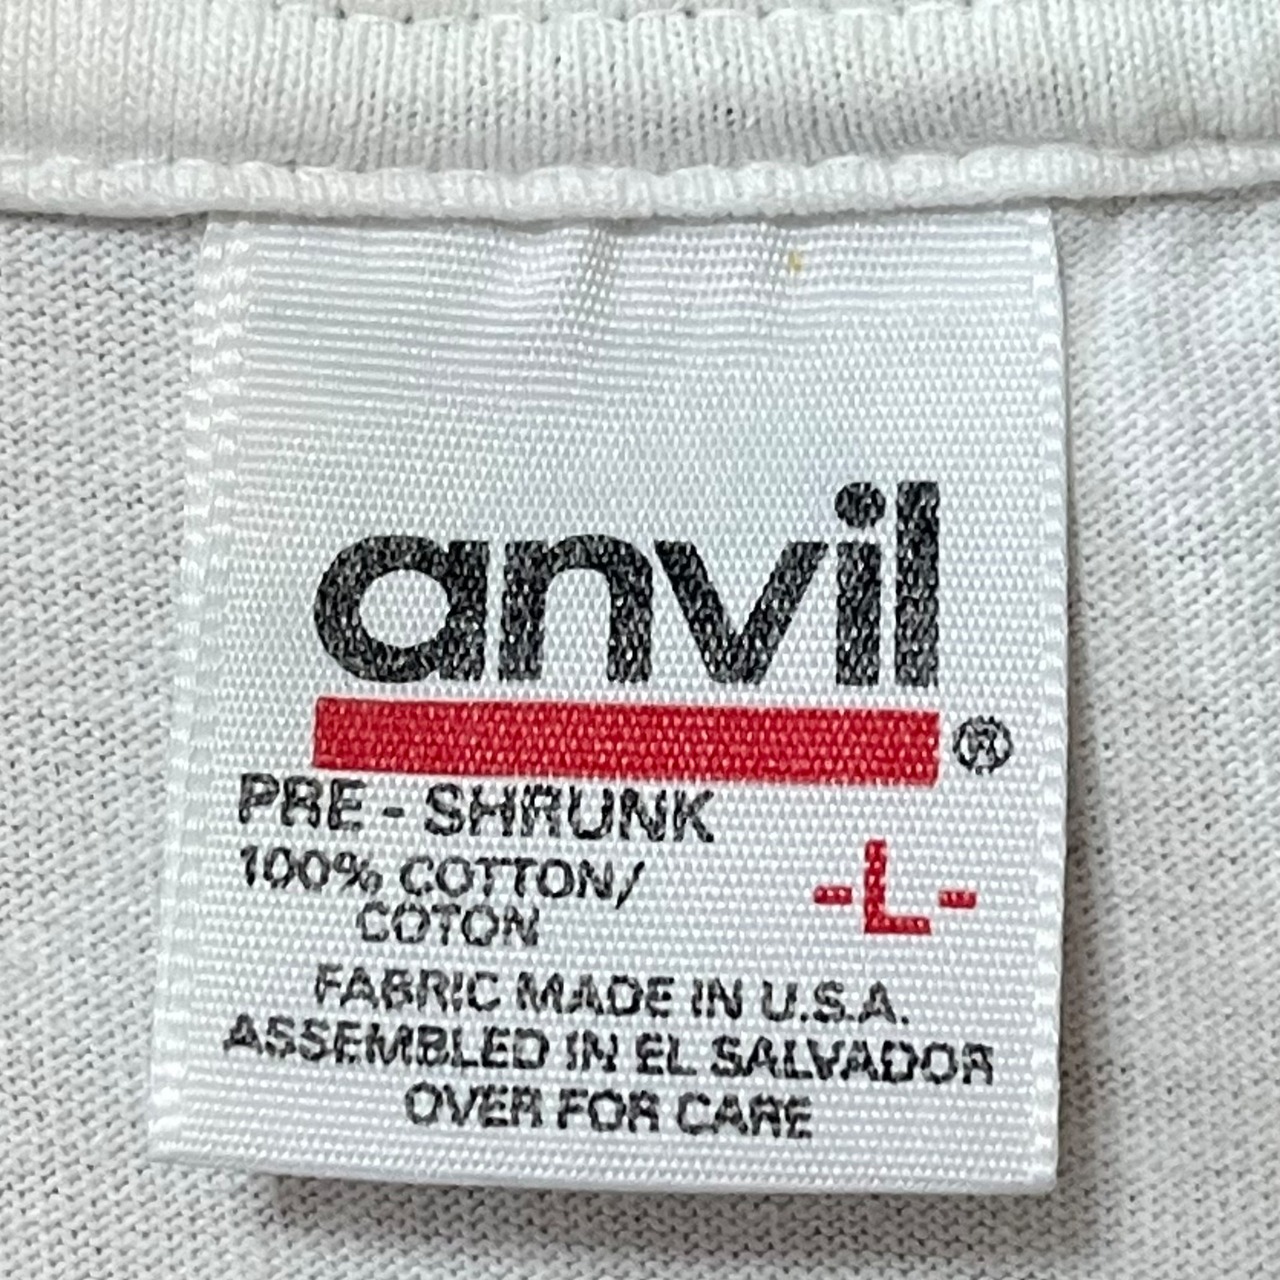 anvil
®
PRE - SHRUNK
100% COTTON/
COTON
-L-
FABRIC MADE IN U.S.A.
ASSEMBLED IN EL SALVADOR
OVER FOR CARE